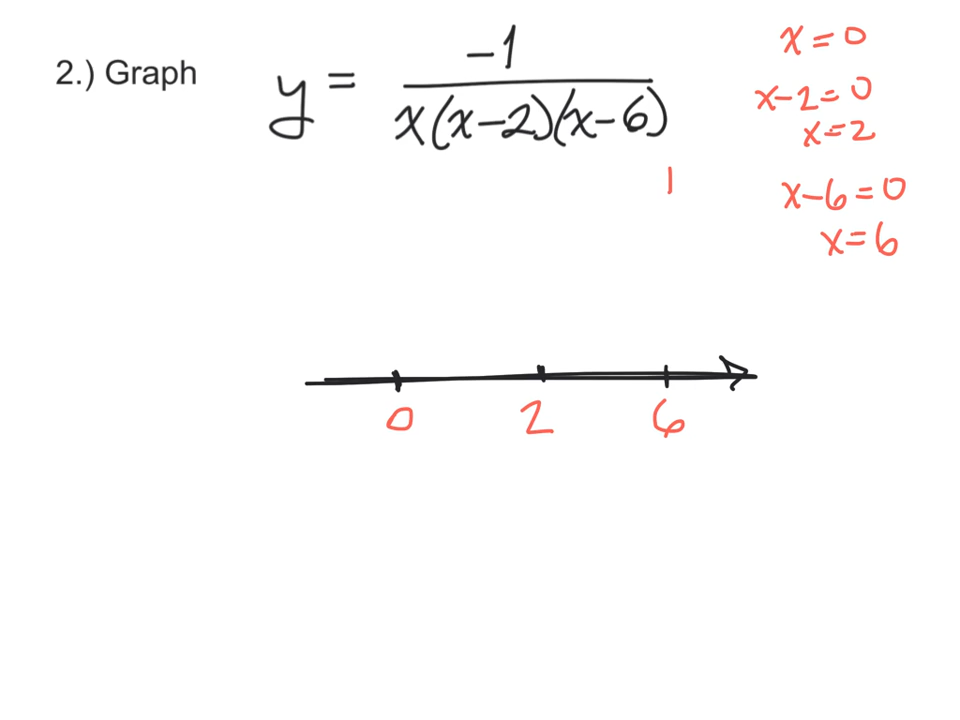 2.) Graph y = -1 / x(x-2)(x-6)
x = 0
x-2=0
x=2
1
x-6=0
x=6
0 2 6